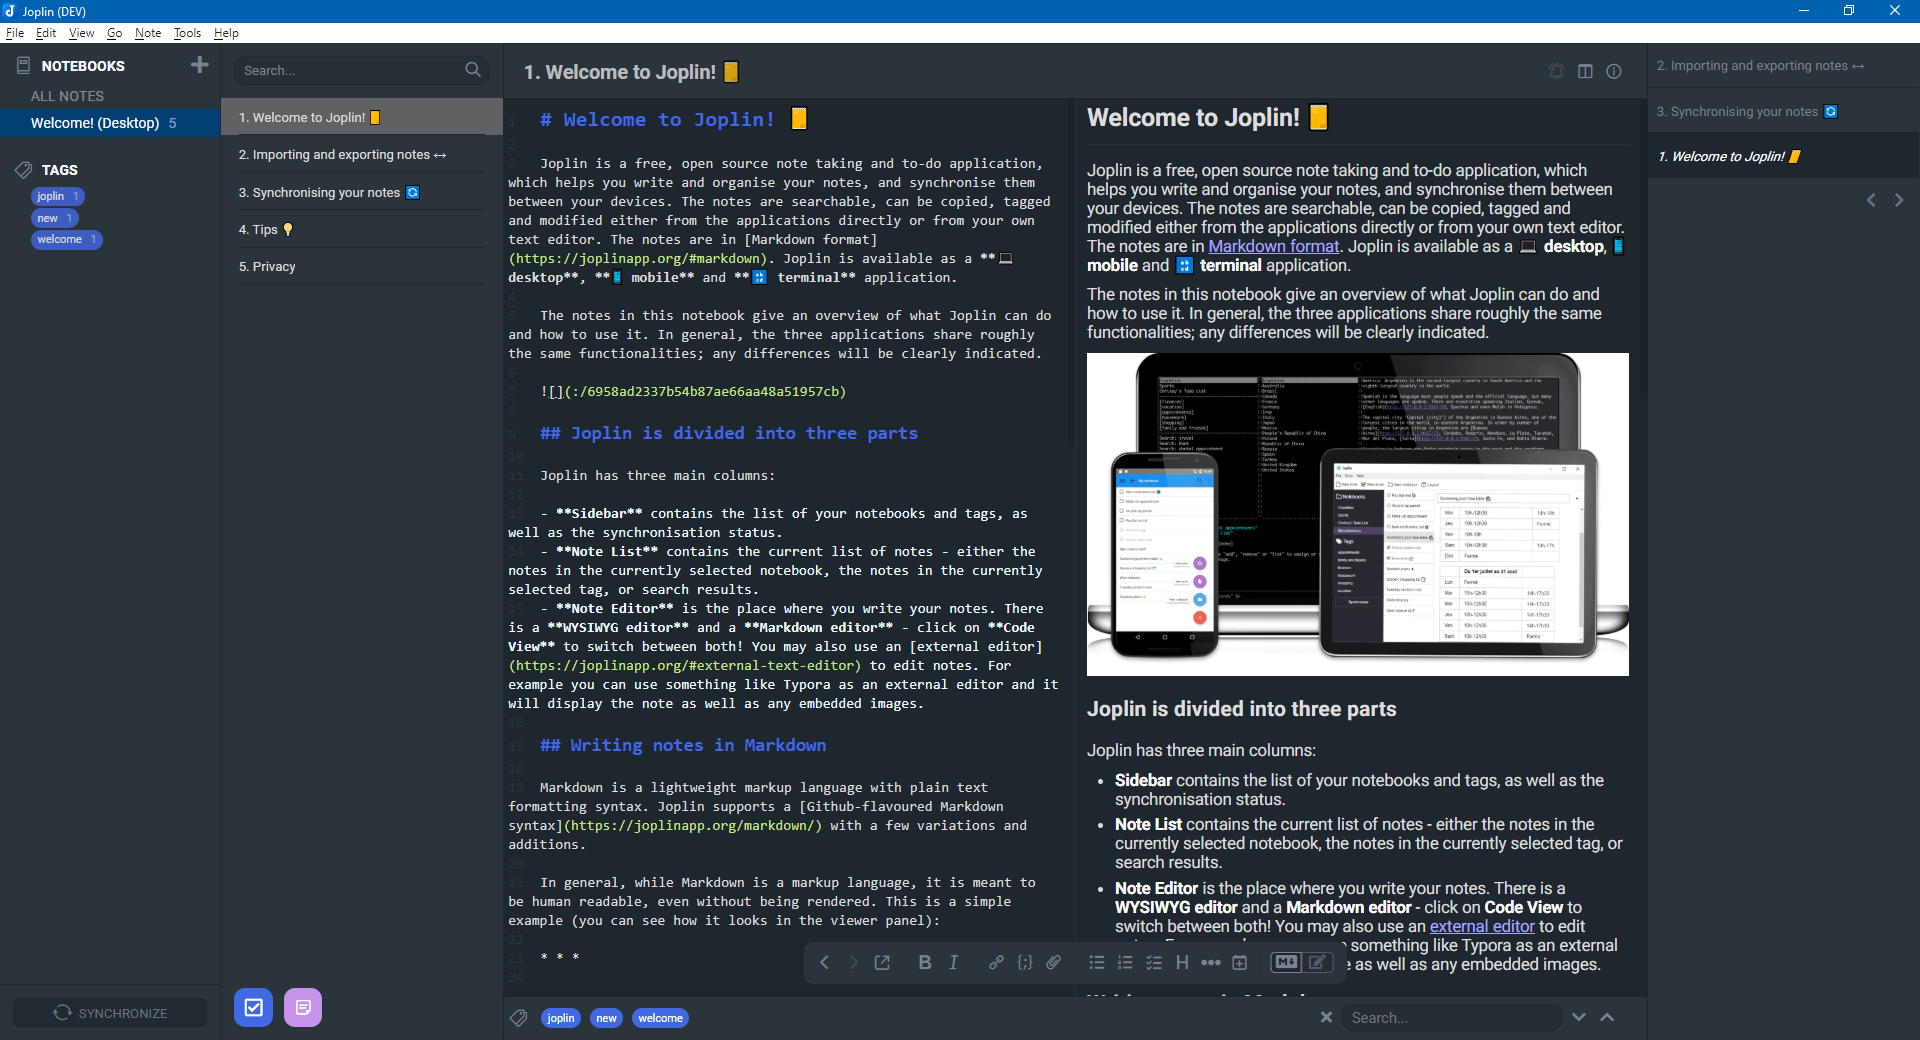 Joplin (DEV)
File Edit View Go Note Tools Help
NOTEBOOKS
ALL NOTES
Welcome! (Desktop) 5
TAGS
joplin 1
new 1
welcome 1
SYNCHRONIZE
Search...
1. Welcome to Joplin!
2. Importing and exporting notes ↔
3. Synchronising your notes
4. Tips
5. Privacy
1. Welcome to Joplin!
# Welcome to Joplin!
Joplin is a free, open source note taking and to-do application,
which helps you write and organise your notes, and synchronise them
between your devices. The notes are searchable, can be copied, tagged
and modified either from the applications directly or from your own
text editor. The notes are in [Markdown format]
(https://joplinapp.org/#markdown). Joplin is available as a **💻
desktop**, **📱 mobile** and **🔡 terminal** application.
The notes in this notebook give an overview of what Joplin can do
and how to use it. In general, the three applications share roughly
the same functionalities; any differences will be clearly indicated.
![](:/6958ad2337b54b87ae66aa48a51957cb)
## Joplin is divided into three parts
Joplin has three main columns:
- **Sidebar** contains the list of your notebooks and tags, as
well as the synchronisation status.
- **Note List** contains the current list of notes - either the
notes in the currently selected notebook, the notes in the currently
selected tag, or search results.
- **Note Editor** is the place where you write your notes. There
is a **WYSIWYG editor** and a **Markdown editor** - click on **Code
View** to switch between both! You may also use an [external editor]
(https://joplinapp.org/#external-text-editor) to edit notes. For
example you can use something like Typora as an external editor and it
will display the note as well as any embedded images.
## Writing notes in Markdown
Markdown is a lightweight markup language with plain text
formatting syntax. Joplin supports a [Github-flavoured Markdown
syntax](https://joplinapp.org/markdown/) with a few variations and
additions.
In general, while Markdown is a markup language, it is meant to
be human readable, even without being rendered. This is a simple
example (you can see how it looks in the viewer panel):
* * *
Welcome to Joplin!
Joplin is a free, open source note taking and to-do application, which
helps you write and organise your notes, and synchronise them between
your devices. The notes are searchable, can be copied, tagged and
modified either from the applications directly or from your own text editor.
The notes are in Markdown format. Joplin is available as a 💻 desktop, 📱
mobile and 🔡 terminal application.
The notes in this notebook give an overview of what Joplin can do and
how to use it. In general, the three applications share roughly the same
functionalities; any differences will be clearly indicated.
Joplin is divided into three parts
Joplin has three main columns:
• Sidebar contains the list of your notebooks and tags, as well as the
synchronisation status.
• Note List contains the current list of notes - either the notes in the
currently selected notebook, the notes in the currently selected tag, or
search results.
• Note Editor is the place where you write your notes. There is a
WYSIWYG editor and a Markdown editor - click on Code View to
switch between both! You may also use an external editor to edit
something like Typora as an external
as well as any embedded images.
B I H M↓
joplin new welcome
Search...
2. Importing and exporting notes ↔
3. Synchronising your notes
1. Welcome to Joplin!